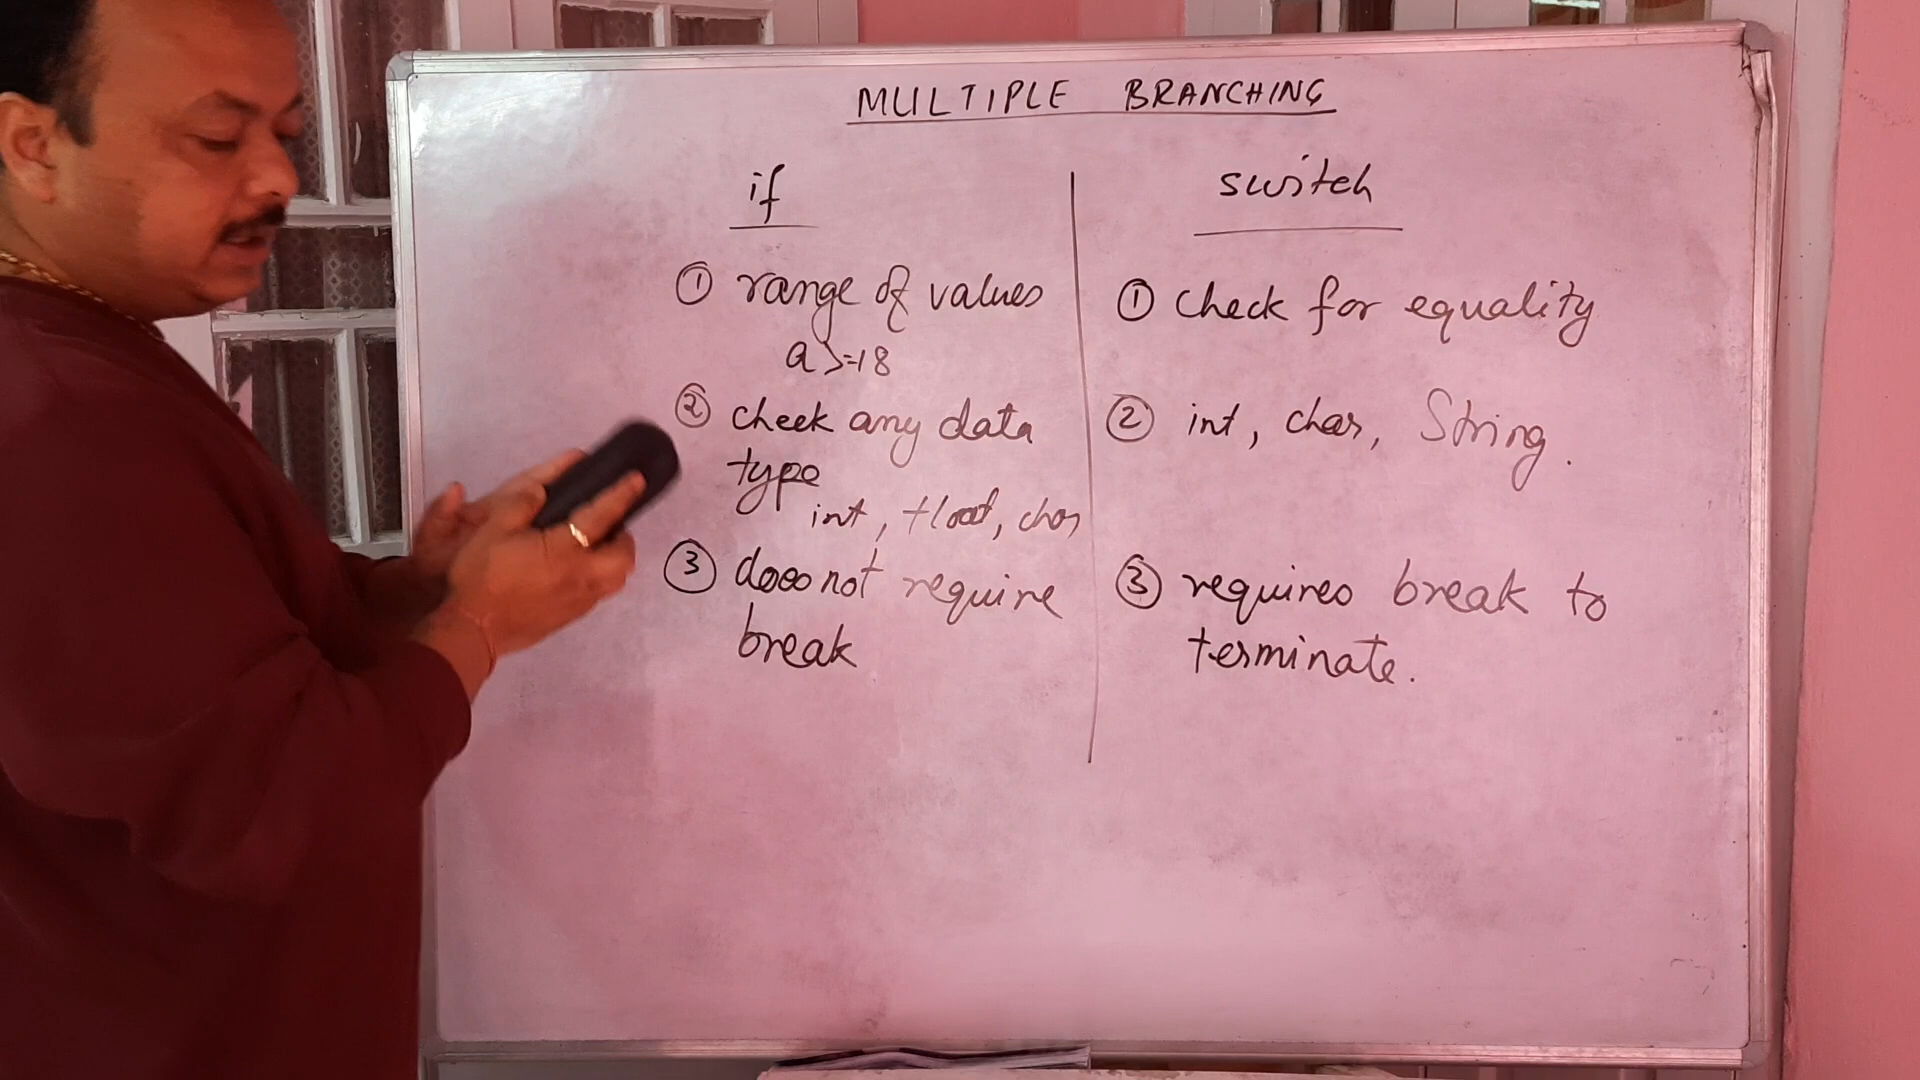 MULTIPLE BRANCHING
if
① range of values
a >=18
② check any data
type
int, float, char
③ does not require
break
switch
① check for equality
② int, char, String.
③ requires break to
terminate.